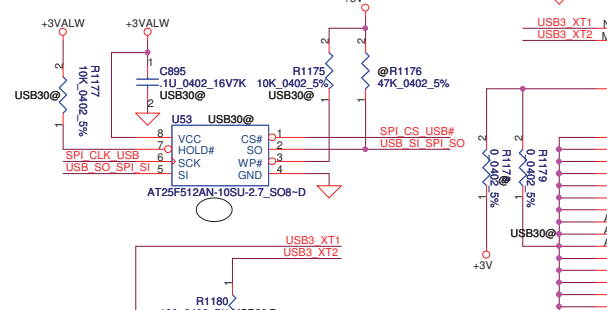 +3VALW
+3VALW
USB3_XT1
USB3_XT2
2
R1177
10K_0402_5%
USB30@
1
1
C895
.1U_0402_16V7K
USB30@
2
2
R1175
10K_0402_5%
USB30@
1
2
@R1176
47K_0402_5%
1
U53 USB30@
8 VCC CS# 1
7 HOLD# SO 2
6 SCK WP# 3
5 SI GND 4
SPI_CLK_USB
USB_SO_SPI_SI
SPI_CS_USB#
USB_SI_SPI_SO
AT25F512AN-10SU-2.7_SO8~D
2
0_0402_5%
1
2
R1179
0_0402_5%
USB30@
1
+3V
USB3_XT1
USB3_XT2
1
R1180